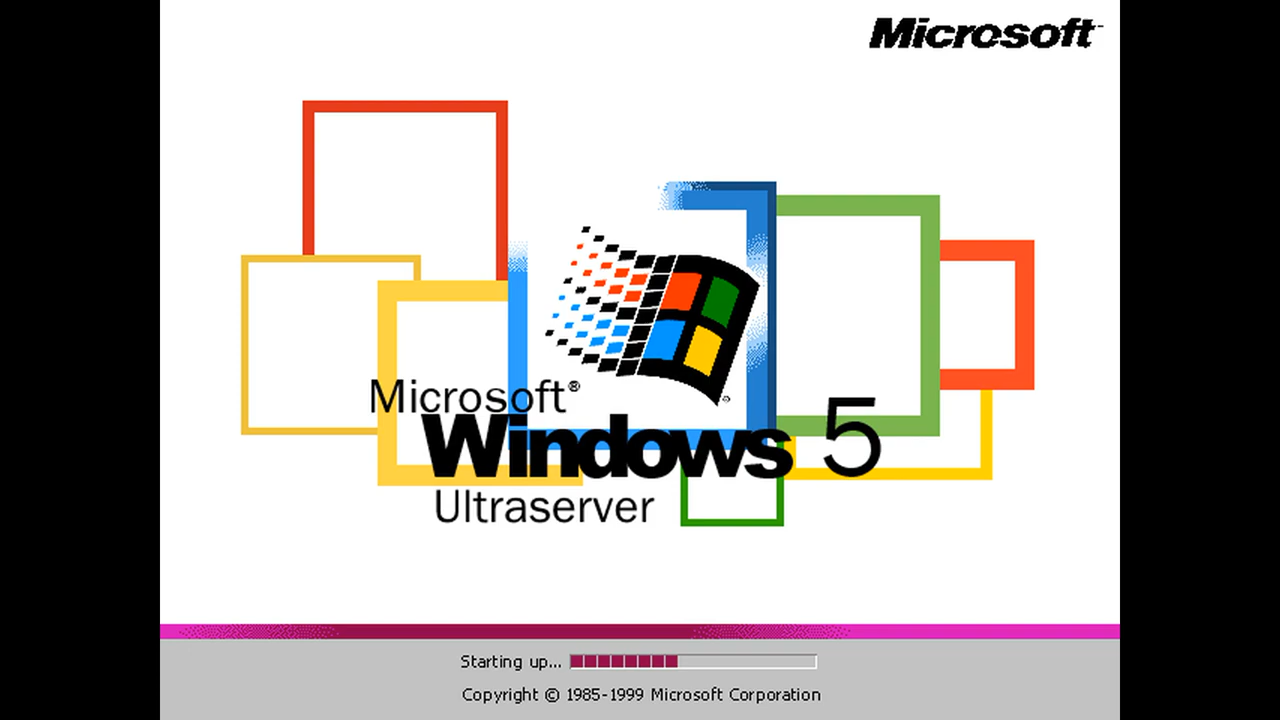 Microsoft
Microsoft®
Windows 5
Ultraserver
Starting up...
Copyright © 1985-1999 Microsoft Corporation